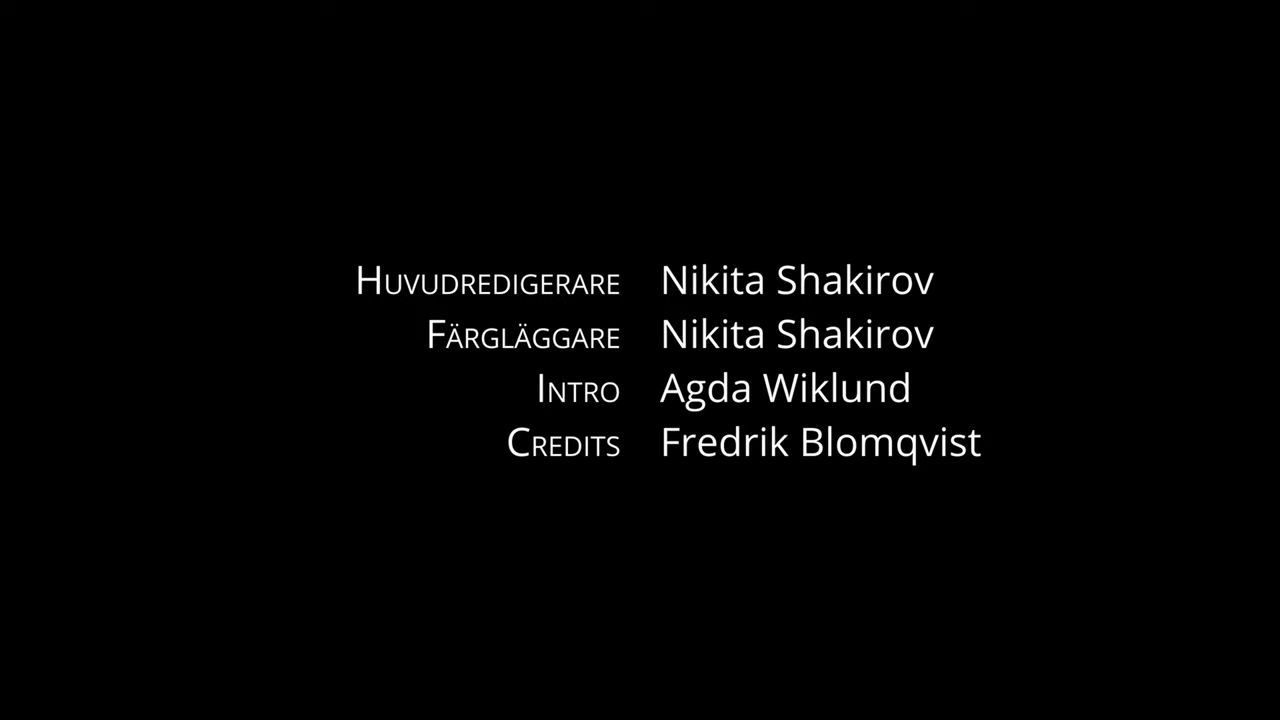 Huvudredigerare Nikita Shakirov
Färgläggare Nikita Shakirov
Intro Agda Wiklund
Credits Fredrik Blomqvist